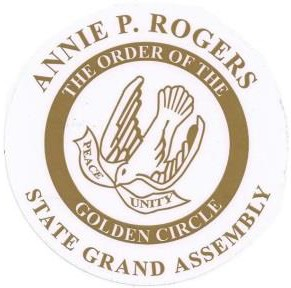 ANNIE P. ROGERS
THE ORDER OF THE
PEACE
UNITY
GOLDEN CIRCLE
STATE GRAND ASSEMBLY